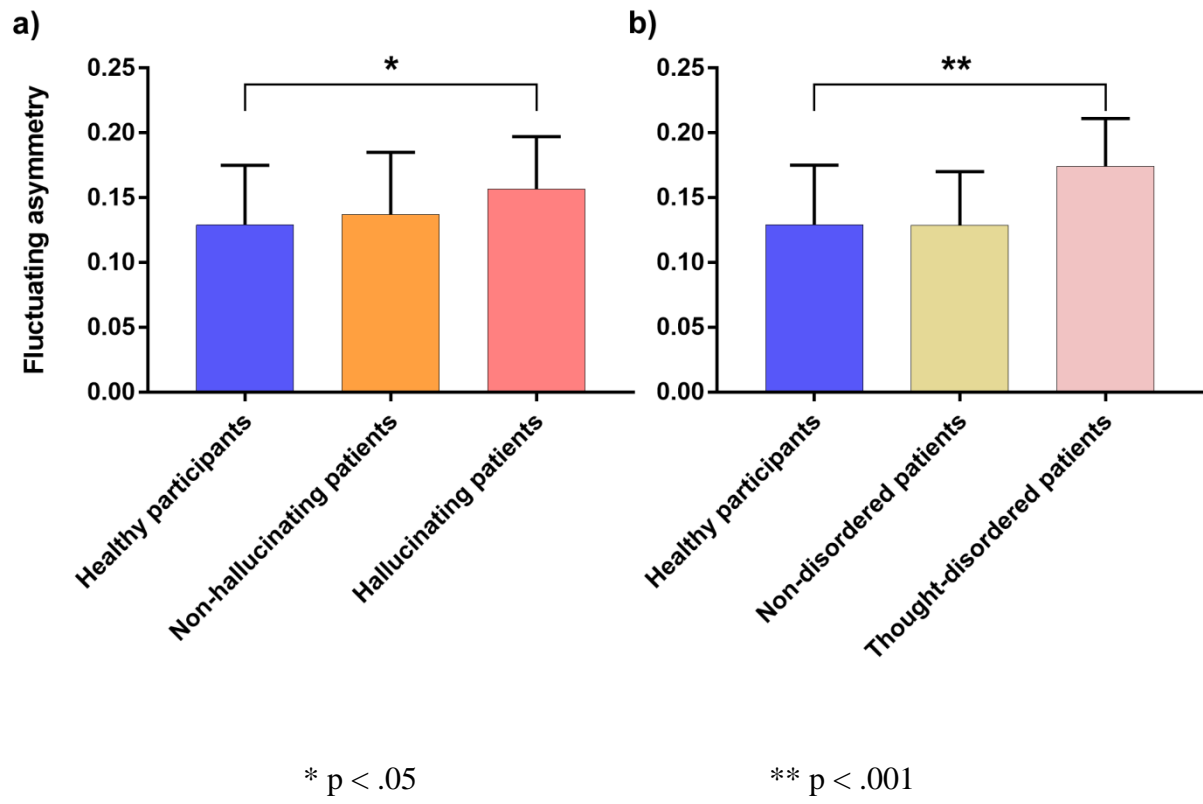 a)
Fluctuating asymmetry
0.25
0.20
0.15
0.10
0.05
0.00
*
Healthy participants
Non-hallucinating patients
Hallucinating patients
b)
0.25
0.20
0.15
0.10
0.05
0.00
**
Healthy participants
Non-disordered patients
Thought-disordered patients
* p < .05
** p < .001